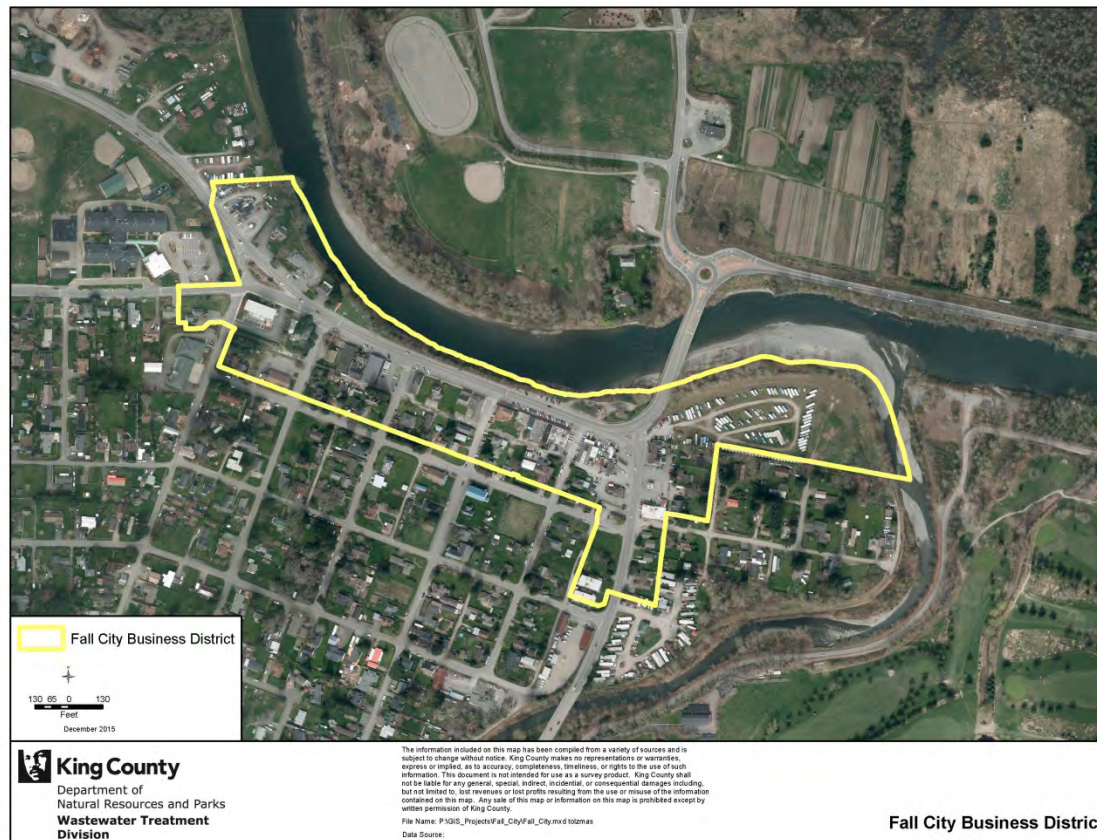 Fall City Business District
130 65 0 130
Feet
December 2015
King County
Department of
Natural Resources and Parks
Wastewater Treatment
Division
The information included on this map has been compiled from a variety of sources and is
subject to change without notice. King County makes no representations or warranties,
express or implied, as to accuracy, completeness, timeliness, or rights to the use of such
information. This document is not intended for use as a survey product. King County shall
not be liable for any general, special, indirect, incidental, or consequential damages including,
but not limited to, lost revenues or lost profits resulting from the use or misuse of the information
contained on this map. Any sale of this map or information on this map is prohibited except by
written permission of King County.
File Name: P:\GIS_Projects\Fall_City\Fall_City.mxd tolzmas
Data Source:
Fall City Business Distric